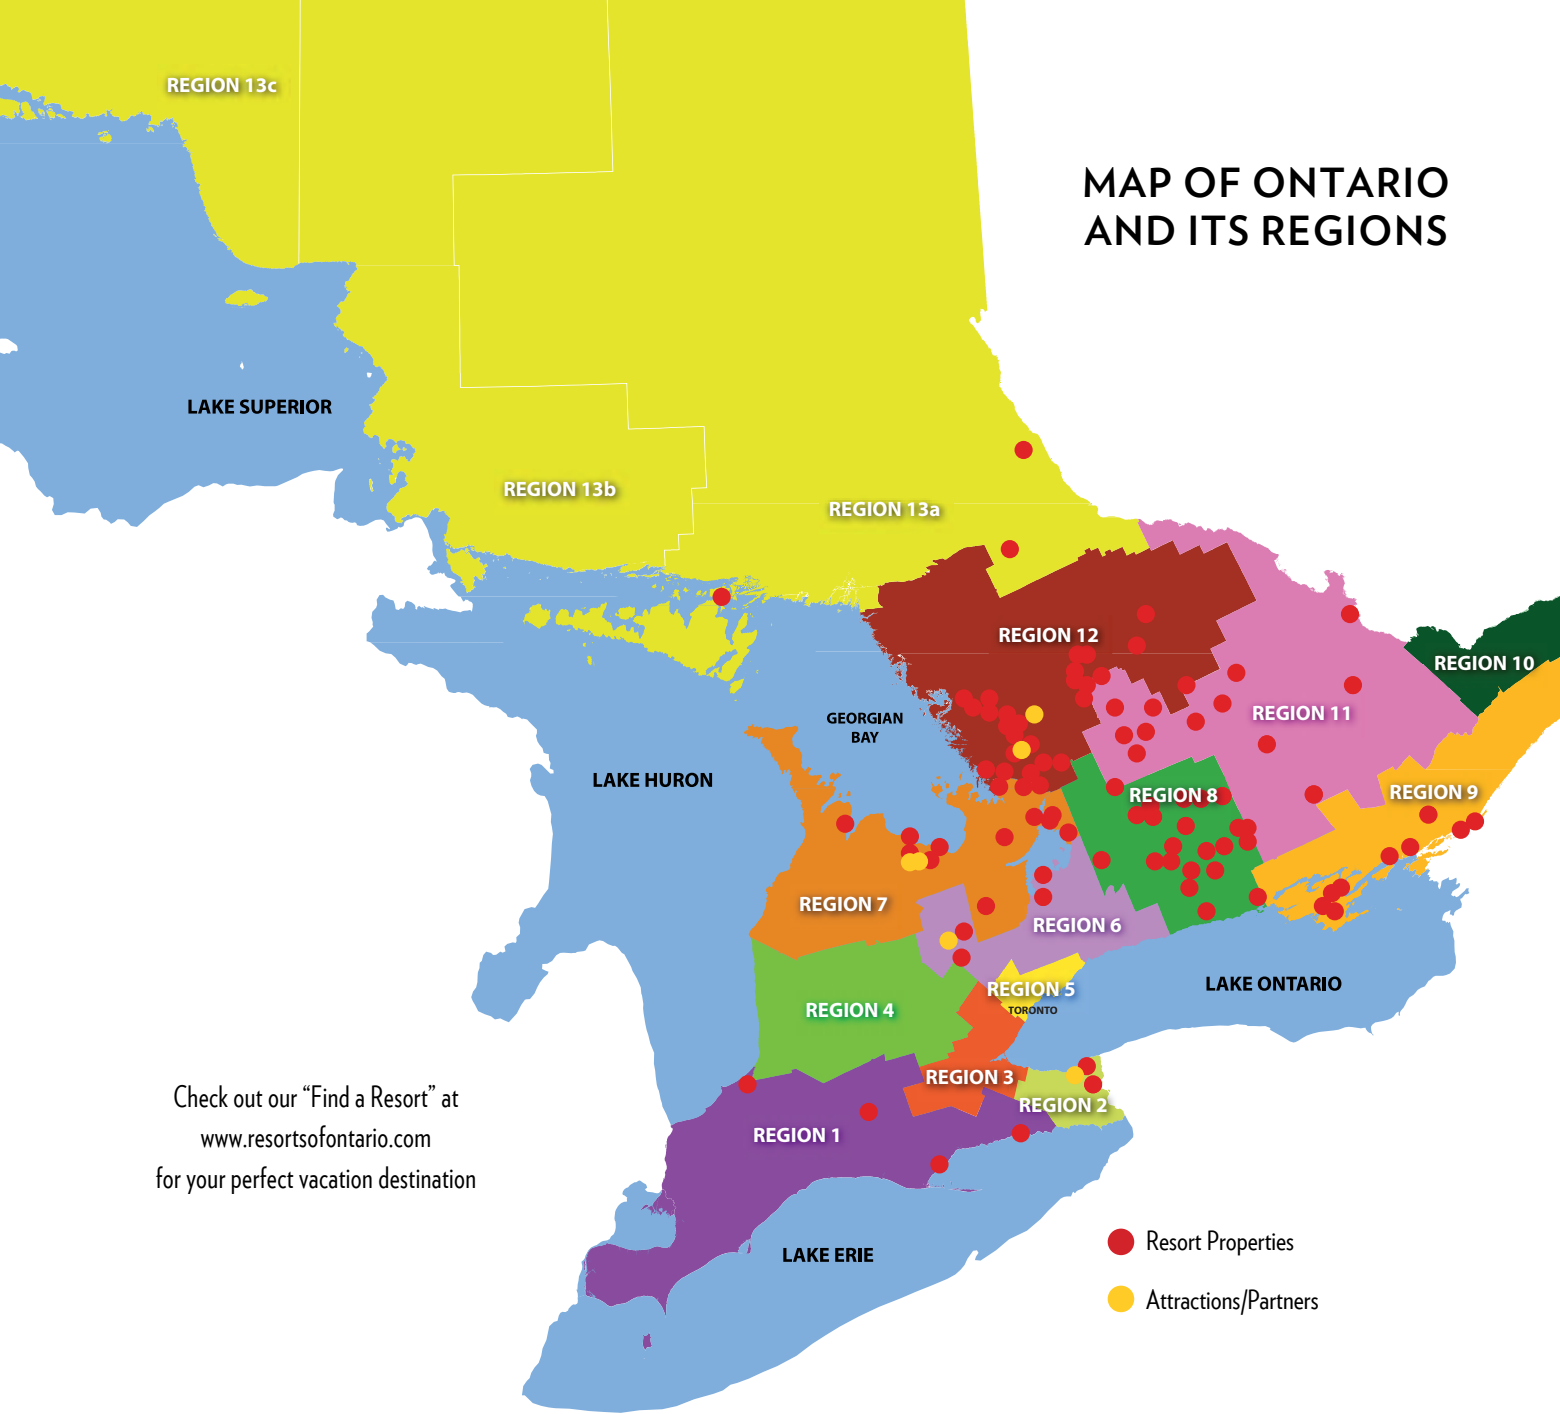 REGION 13c
MAP OF ONTARIO
AND ITS REGIONS
LAKE SUPERIOR
REGION 13b
REGION 13a
REGION 12
REGION 10
REGION 11
GEORGIAN
BAY
LAKE HURON
REGION 8
REGION 9
REGION 7
REGION 6
REGION 5
TORONTO
LAKE ONTARIO
REGION 4
REGION 3
REGION 2
REGION 1
Check out our “Find a Resort” at
www.resortsofontario.com
for your perfect vacation destination
LAKE ERIE
Resort Properties
Attractions/Partners